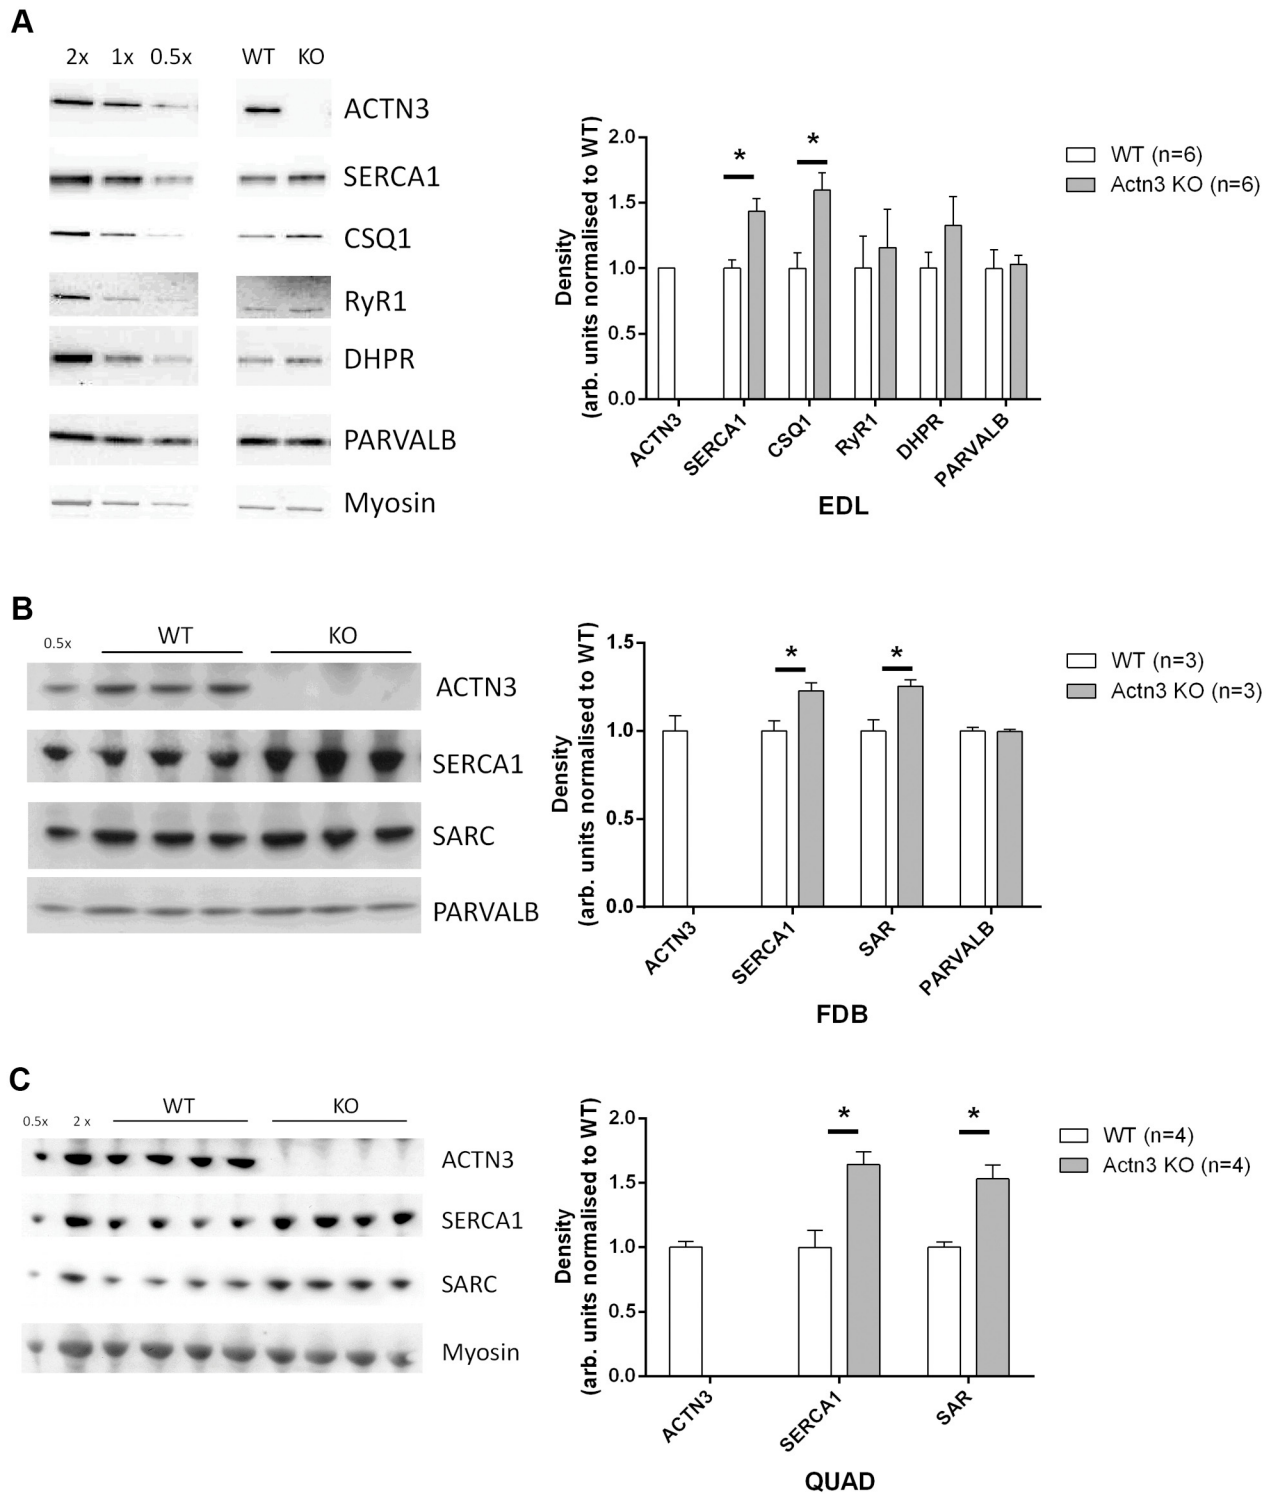 A
2x 1x 0.5x WT KO
ACTN3
SERCA1
CSQ1
RyR1
DHPR
PARVALB
Myosin
Density
(arb. units normalised to WT)
2.0
1.5
1.0
0.5
0.0
* *
WT (n=6)
Actn3 KO (n=6)
ACTN3 SERCA1 CSQ1 RyR1 DHPR PARVALB
EDL
B
0.5x WT KO
ACTN3
SERCA1
SARC
PARVALB
Density
(arb. units normalised to WT)
1.5
1.0
0.5
0.0
* *
WT (n=3)
Actn3 KO (n=3)
ACTN3 SERCA1 SAR PARVALB
FDB
C
0.5x 2 x WT KO
ACTN3
SERCA1
SARC
Myosin
Density
(arb. units normalised to WT)
2.0
1.5
1.0
0.5
0.0
* *
WT (n=4)
Actn3 KO (n=4)
ACTN3 SERCA1 SAR
QUAD